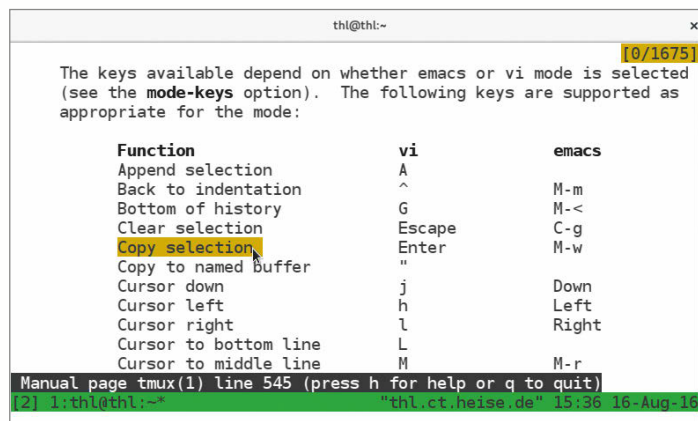 thl@thl:~ ×
[0/1675]
The keys available depend on whether emacs or vi mode is selected
(see the mode-keys option). The following keys are supported as
appropriate for the mode:
Function vi emacs
Append selection A
Back to indentation ^ M-m
Bottom of history G M-<
Clear selection Escape C-g
Copy selection Enter M-w
Copy to named buffer "
Cursor down j Down
Cursor left h Left
Cursor right l Right
Cursor to bottom line L
Cursor to middle line M M-r
Manual page tmux(1) line 545 (press h for help or q to quit)
[2] 1:thl@thl:~* "thl.ct.heise.de" 15:36 16-Aug-16